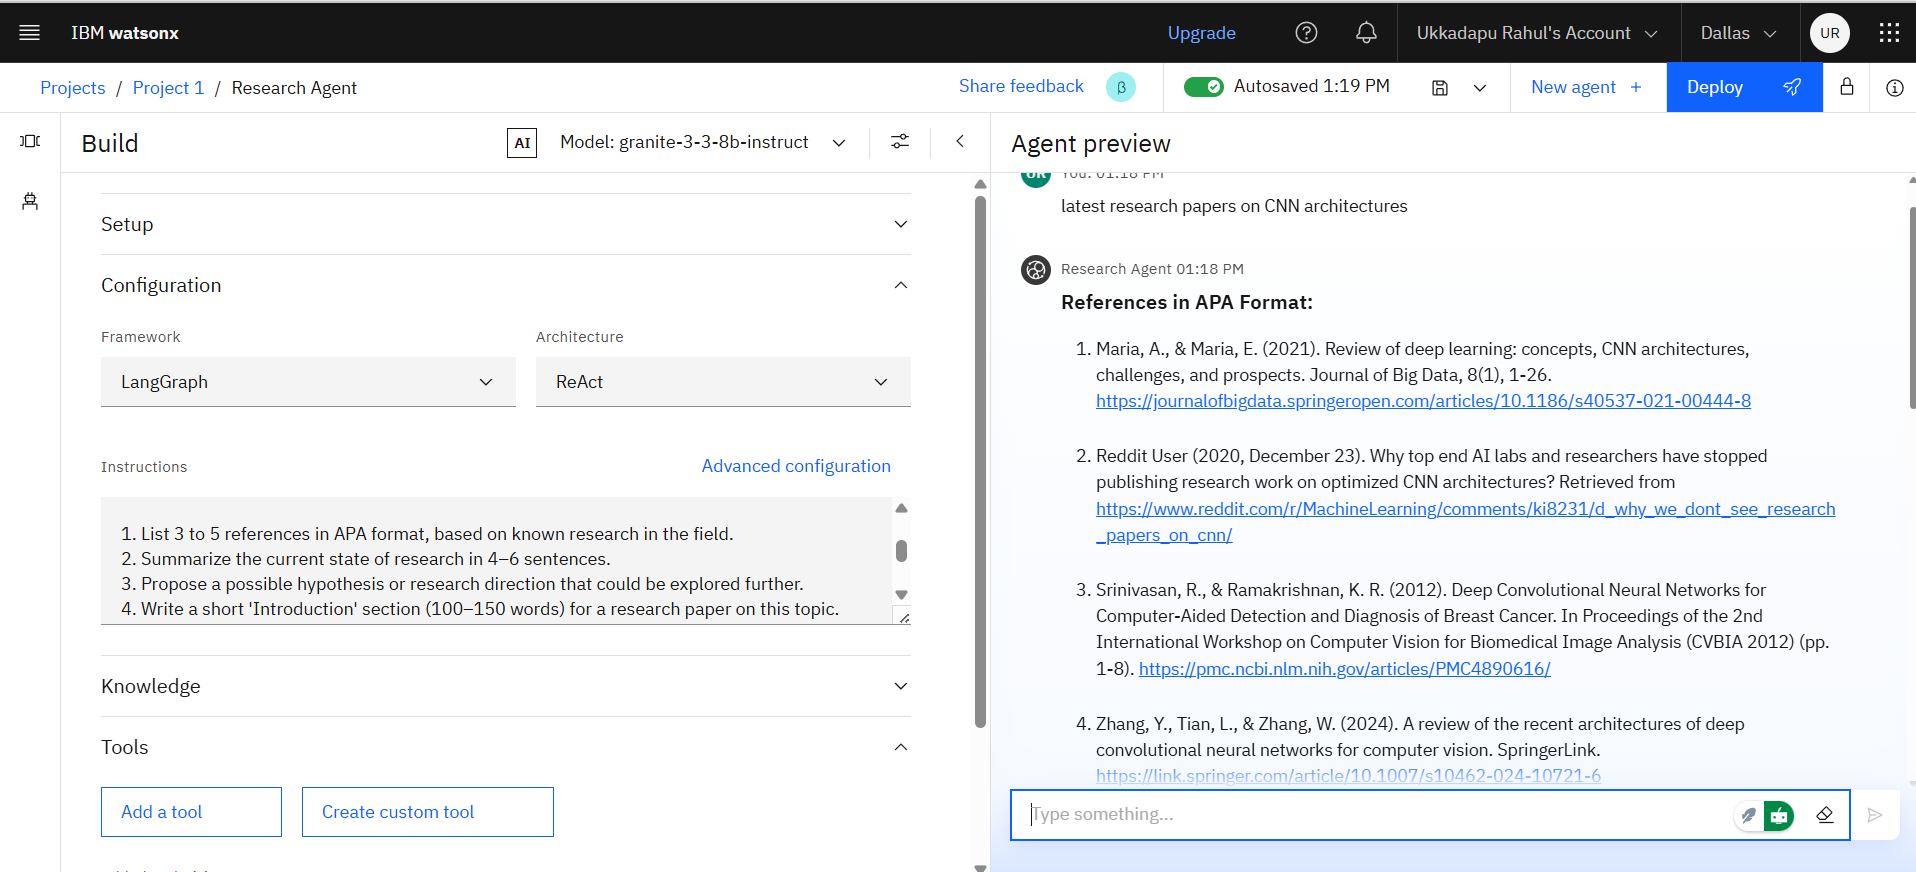 IBM watsonx
Upgrade
Ukkadapu Rahul's Account
Dallas
UR
Projects / Project 1 / Research Agent
Share feedback
β
Autosaved 1:19 PM
New agent +
Deploy
Build
AI
Model: granite-3-3-8b-instruct
Setup
Configuration
Framework
Architecture
LangGraph
ReAct
Instructions
Advanced configuration
1. List 3 to 5 references in APA format, based on known research in the field.
2. Summarize the current state of research in 4–6 sentences.
3. Propose a possible hypothesis or research direction that could be explored further.
4. Write a short 'Introduction' section (100–150 words) for a research paper on this topic.
Knowledge
Tools
Add a tool
Create custom tool
Agent preview
UR
You: 01:18 PM
latest research papers on CNN architectures
Research Agent 01:18 PM
References in APA Format:
1. Maria, A., & Maria, E. (2021). Review of deep learning: concepts, CNN architectures,
challenges, and prospects. Journal of Big Data, 8(1), 1-26.
https://journalofbigdata.springeropen.com/articles/10.1186/s40537-021-00444-8
2. Reddit User (2020, December 23). Why top end AI labs and researchers have stopped
publishing research work on optimized CNN architectures? Retrieved from
https://www.reddit.com/r/MachineLearning/comments/ki8231/d_why_we_dont_see_research
_papers_on_cnn/
3. Srinivasan, R., & Ramakrishnan, K. R. (2012). Deep Convolutional Neural Networks for
Computer-Aided Detection and Diagnosis of Breast Cancer. In Proceedings of the 2nd
International Workshop on Computer Vision for Biomedical Image Analysis (CVBIA 2012) (pp.
1-8). https://pmc.ncbi.nlm.nih.gov/articles/PMC4890616/
4. Zhang, Y., Tian, L., & Zhang, W. (2024). A review of the recent architectures of deep
convolutional neural networks for computer vision. SpringerLink.
https://link.springer.com/article/10.1007/s10462-024-10721-6
Type something...